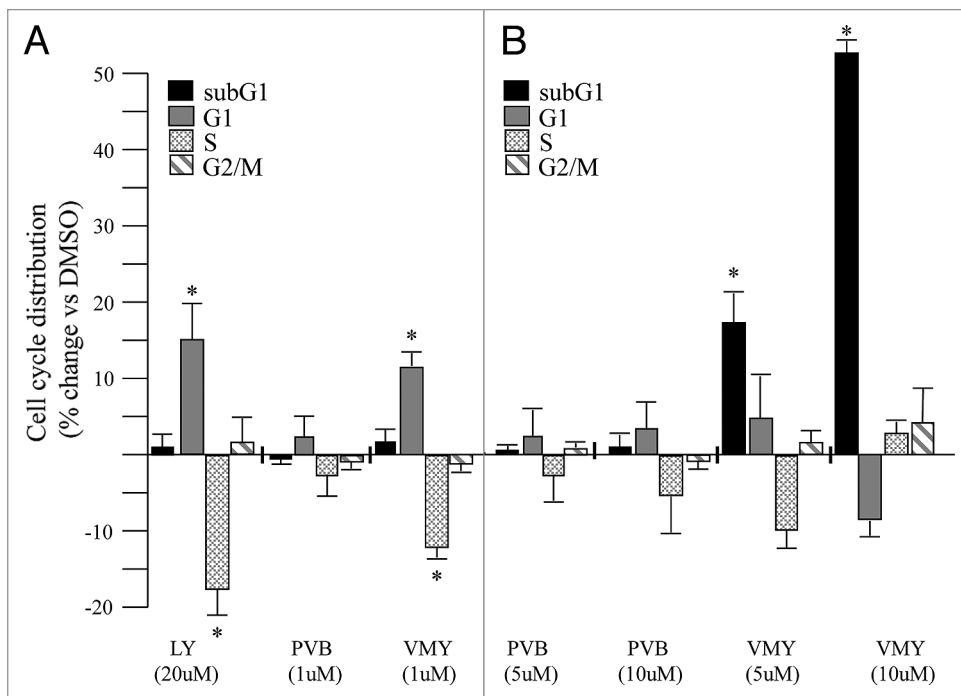 A
B
subG1
G1
S
G2/M
subG1
G1
S
G2/M
Cell cycle distribution
(% change vs DMSO)
50
40
30
20
10
-10
-20
*
*
*
*
*
*
LY
(20uM)
PVB
(1uM)
VMY
(1uM)
PVB
(5uM)
PVB
(10uM)
VMY
(5uM)
VMY
(10uM)